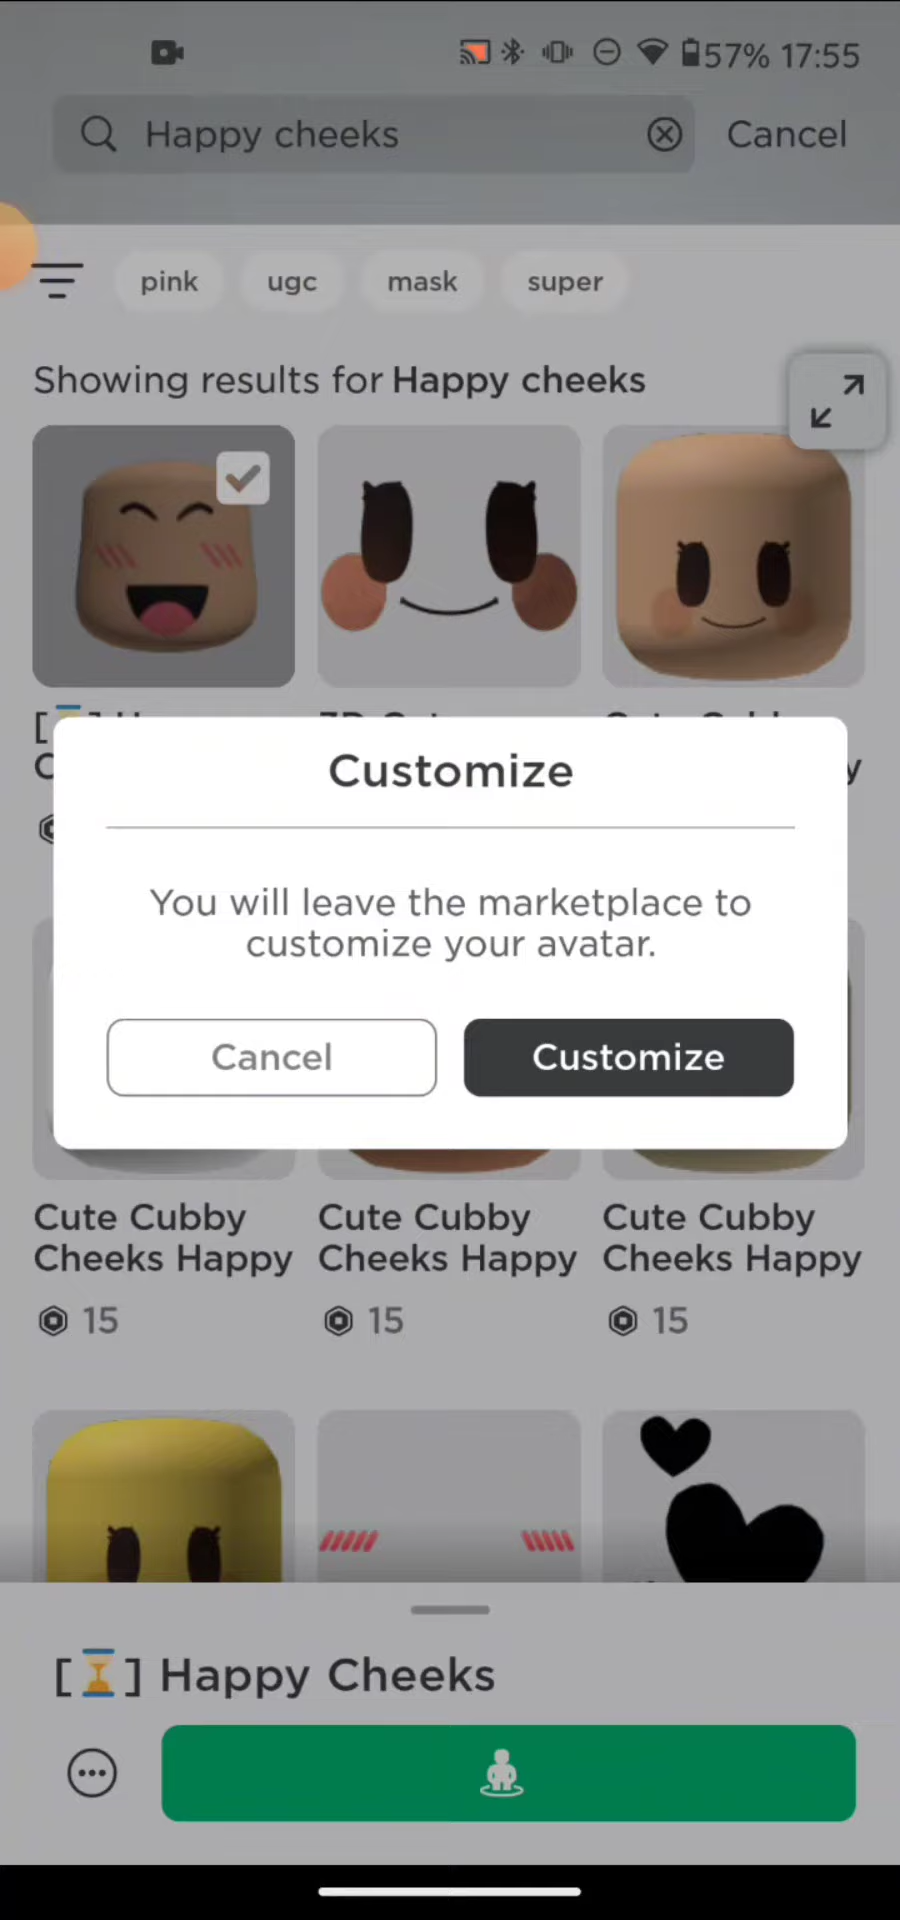 57% 17:55
Happy cheeks
Cancel
pink ugc mask super
Showing results for Happy cheeks
Customize
You will leave the marketplace to
customize your avatar.
Cancel
Customize
Cute Cubby
Cheeks Happy
15
Cute Cubby
Cheeks Happy
15
Cute Cubby
Cheeks Happy
15
[⏳] Happy Cheeks